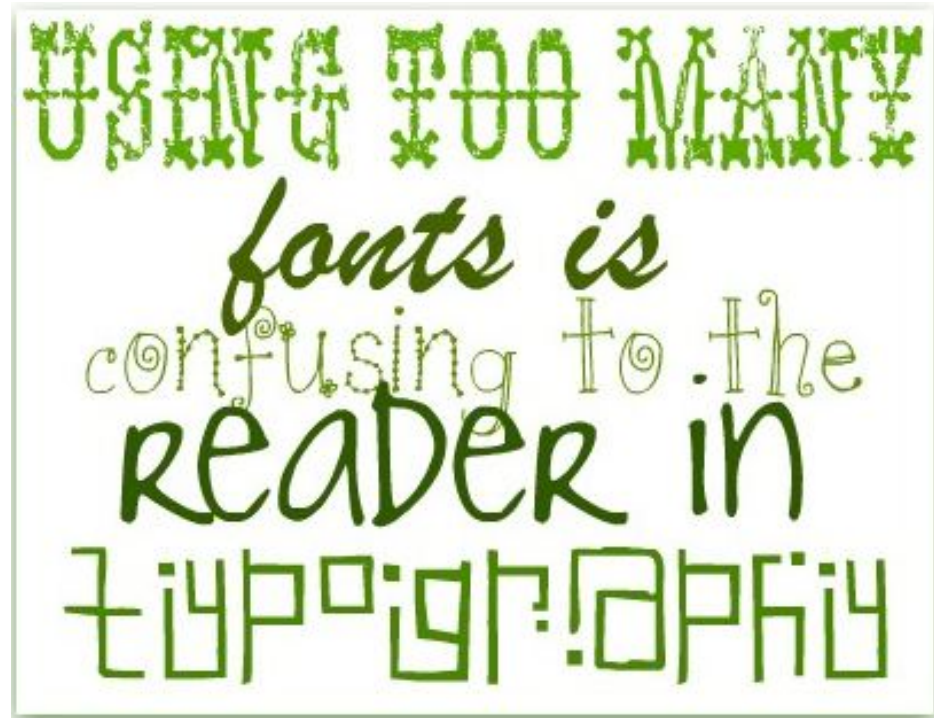 USING TOO MANY
fonts is
confusing to the
ReaDeR in
typography